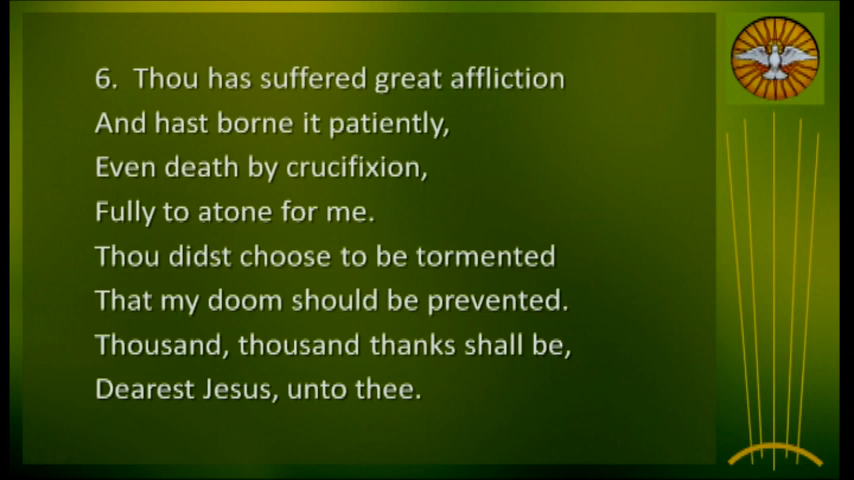 6. Thou has suffered great affliction
And hast borne it patiently,
Even death by crucifixion,
Fully to atone for me.
Thou didst choose to be tormented
That my doom should be prevented.
Thousand, thousand thanks shall be,
Dearest Jesus, unto thee.